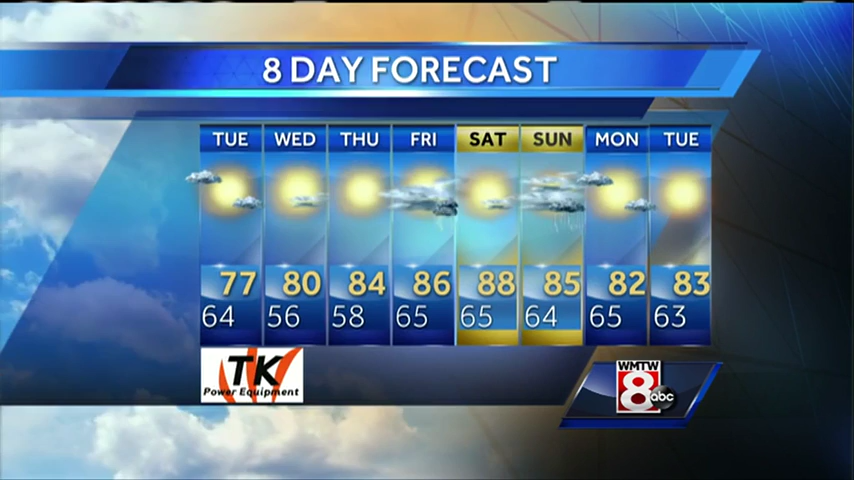 8 DAY FORECAST
TUE WED THU FRI SAT SUN MON TUE
77 80 84 86 88 85 82 83
64 56 58 65 65 64 65 63
TK
Power Equipment
WMTW
8
abc